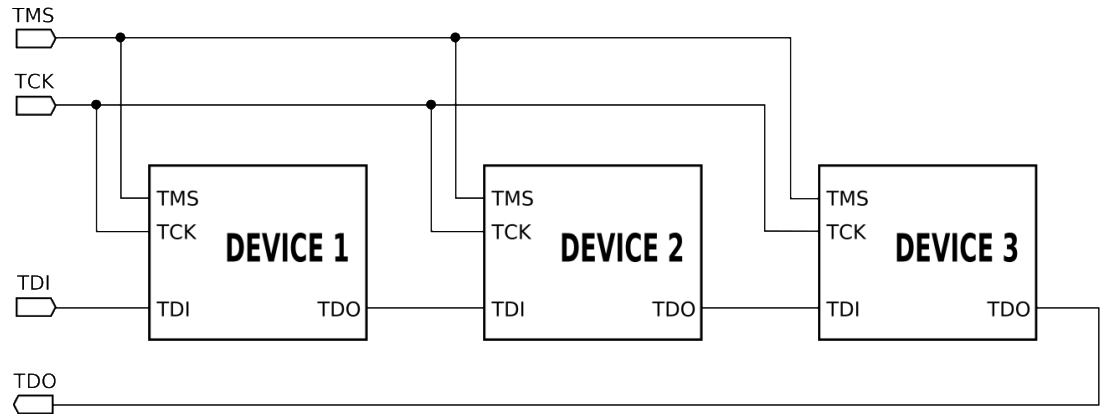 TMS
TCK
TMS
TCK
DEVICE 1
TDI
TDO
TMS
TCK
DEVICE 2
TDI
TDO
TMS
TCK
DEVICE 3
TDI
TDO
TDI
TDO